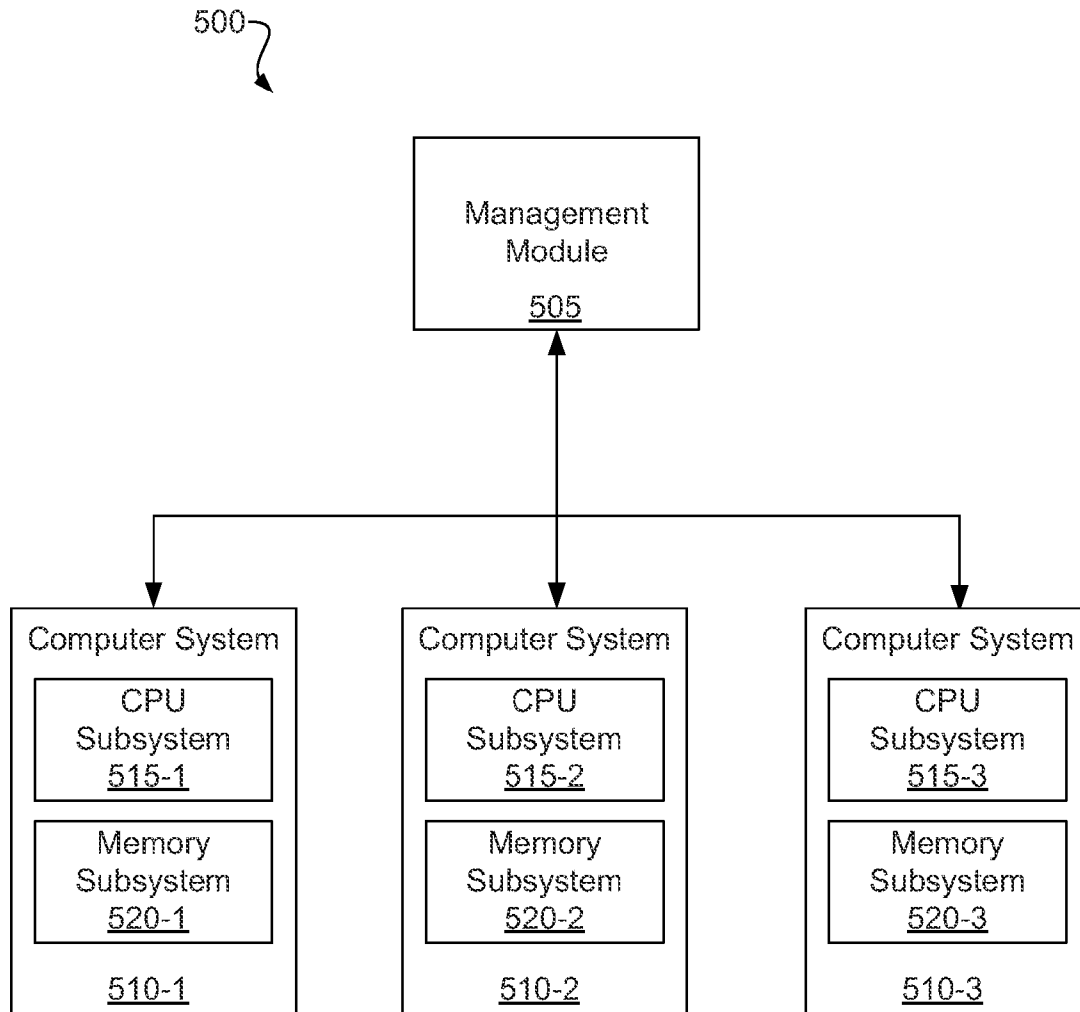 500
Management
Module
505
Computer System
CPU
Subsystem
515-1
Memory
Subsystem
520-1
510-1
Computer System
CPU
Subsystem
515-2
Memory
Subsystem
520-2
510-2
Computer System
CPU
Subsystem
515-3
Memory
Subsystem
520-3
510-3